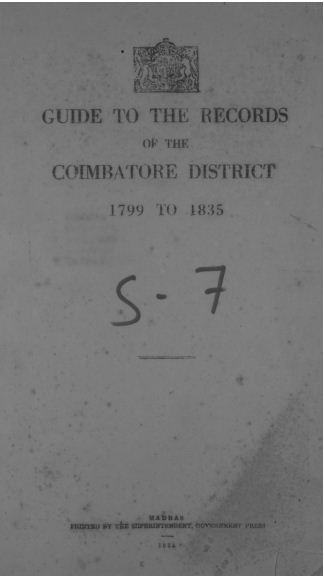 GUIDE TO THE RECORDS
OF THE
COIMBATORE DISTRICT
1799 TO 1835
S-7
MADRAS
PRINTED BY THE SUPERINTENDENT, GOVERNMENT PRESS